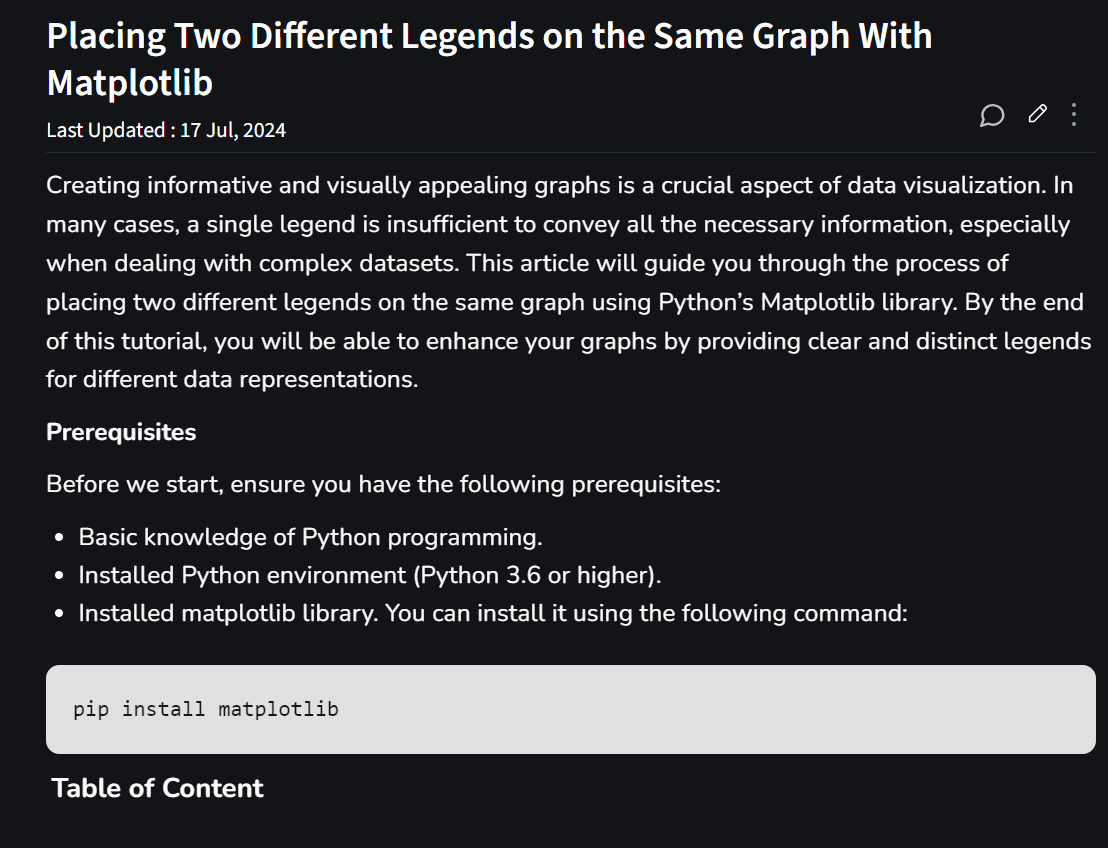 Placing Two Different Legends on the Same Graph With
Matplotlib
Last Updated : 17 Jul, 2024
Creating informative and visually appealing graphs is a crucial aspect of data visualization. In
many cases, a single legend is insufficient to convey all the necessary information, especially
when dealing with complex datasets. This article will guide you through the process of
placing two different legends on the same graph using Python’s Matplotlib library. By the end
of this tutorial, you will be able to enhance your graphs by providing clear and distinct legends
for different data representations.
Prerequisites
Before we start, ensure you have the following prerequisites:
• Basic knowledge of Python programming.
• Installed Python environment (Python 3.6 or higher).
• Installed matplotlib library. You can install it using the following command:
pip install matplotlib
Table of Content